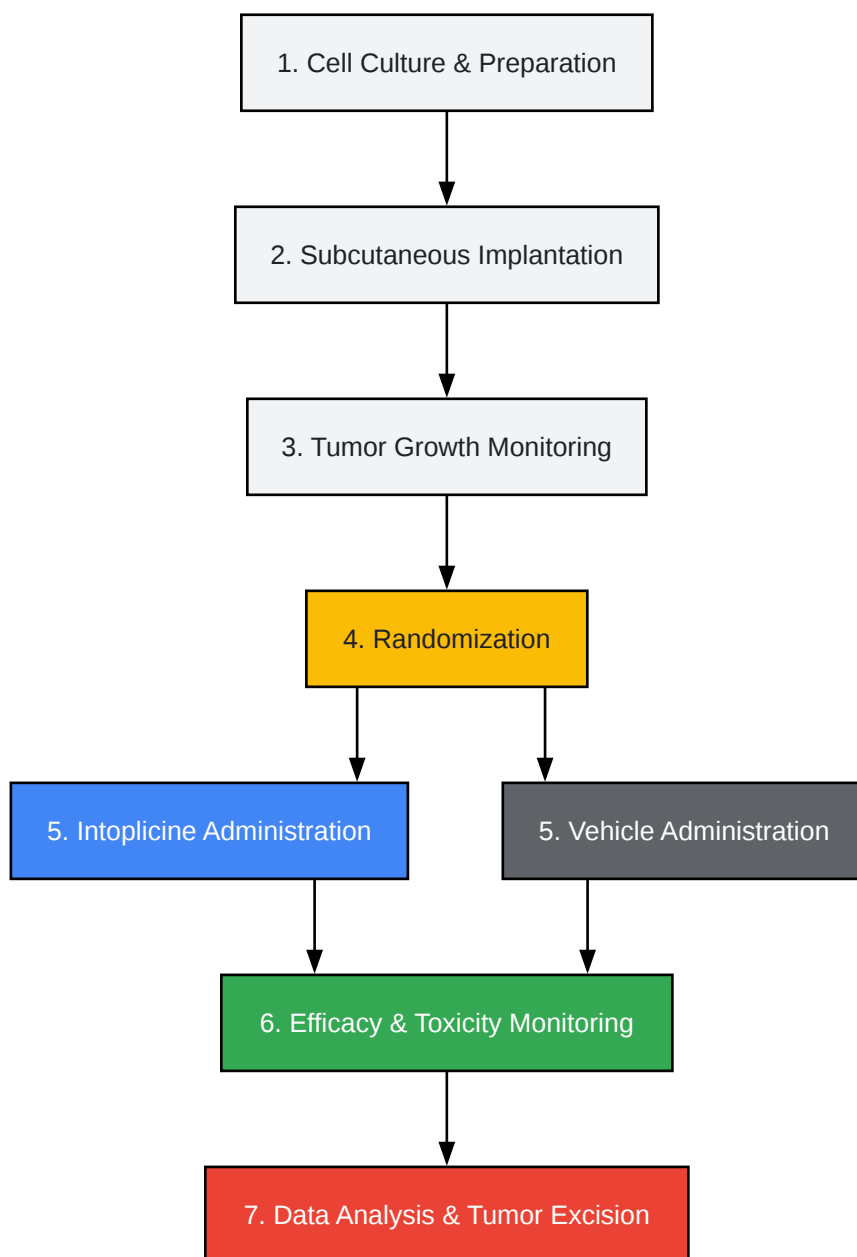 1. Cell Culture & Preparation
2. Subcutaneous Implantation
3. Tumor Growth Monitoring
4. Randomization
5. Intoplicine Administration
5. Vehicle Administration
6. Efficacy & Toxicity Monitoring
7. Data Analysis & Tumor Excision